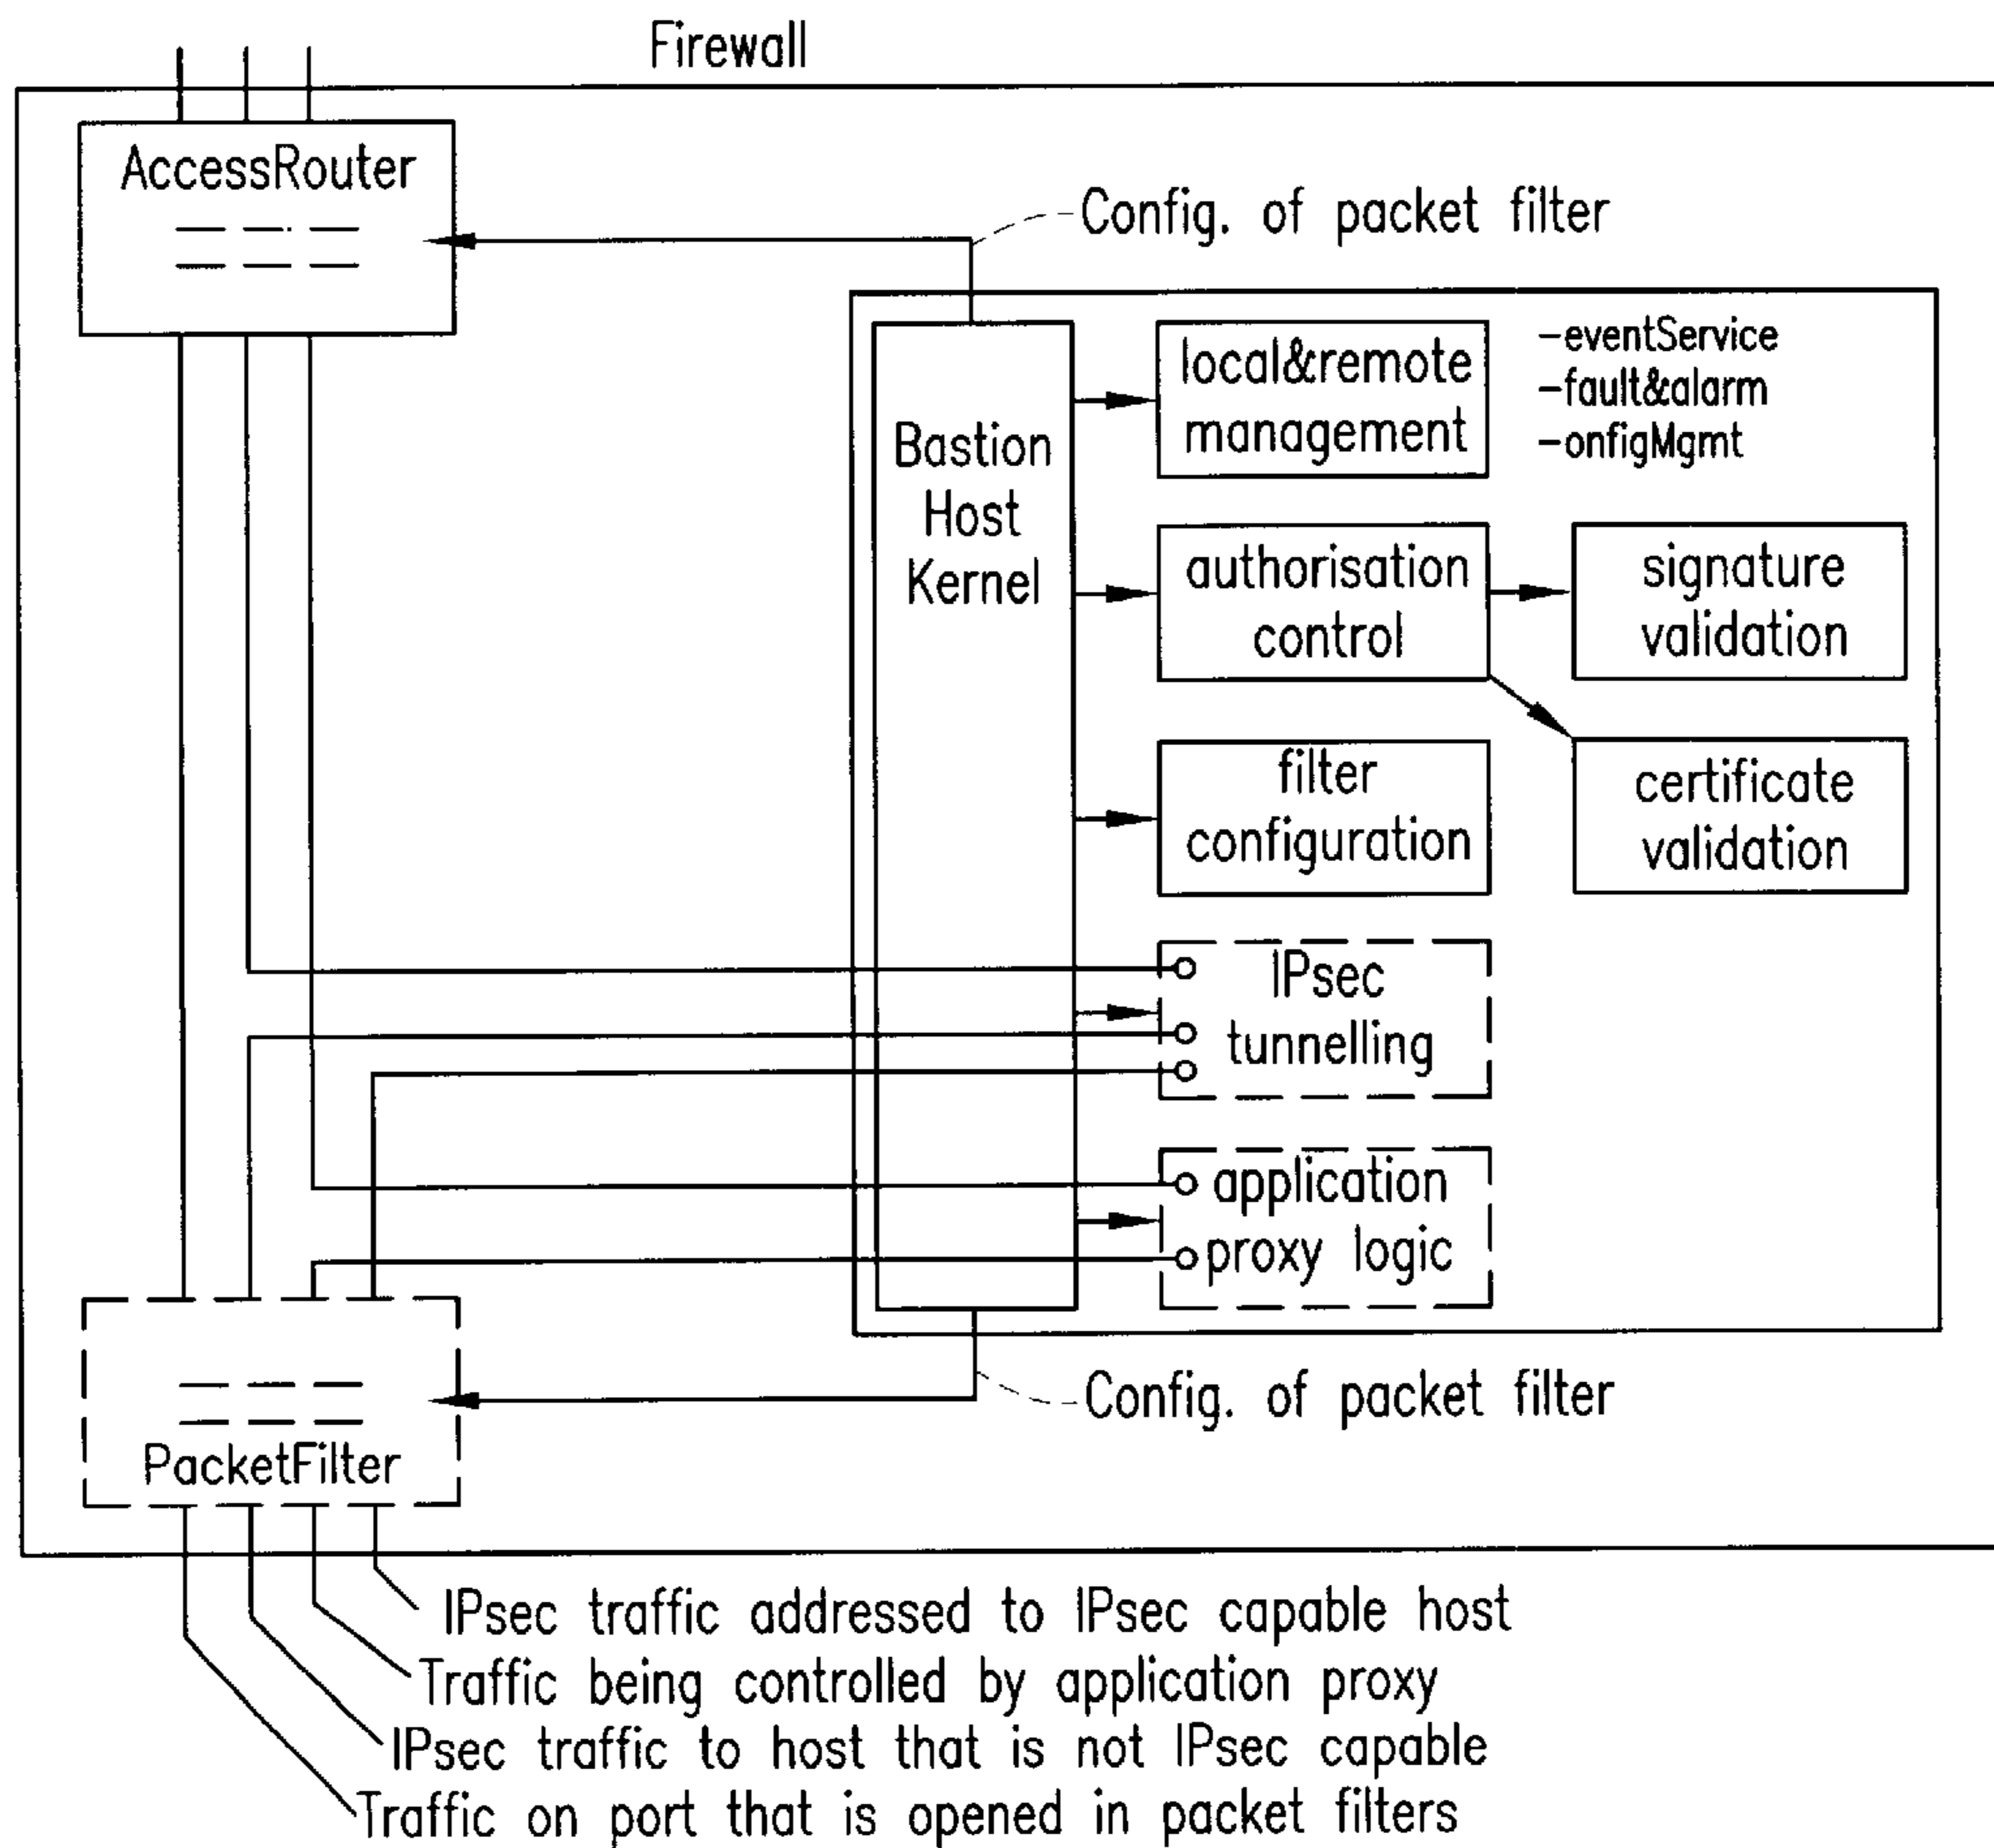 Firewall
AccessRouter
Config. of packet filter
Bastion
Host
Kernel
local&remote
management
-eventService
-fault&alarm
-onfigMgmt
authorisation
control
signature
validation
filter
configuration
certificate
validation
IPsec
tunnelling
application
proxy logic
Config. of packet filter
PacketFilter
IPsec traffic addressed to IPsec capable host
Traffic being controlled by application proxy
IPsec traffic to host that is not IPsec capable
Traffic on port that is opened in packet filters